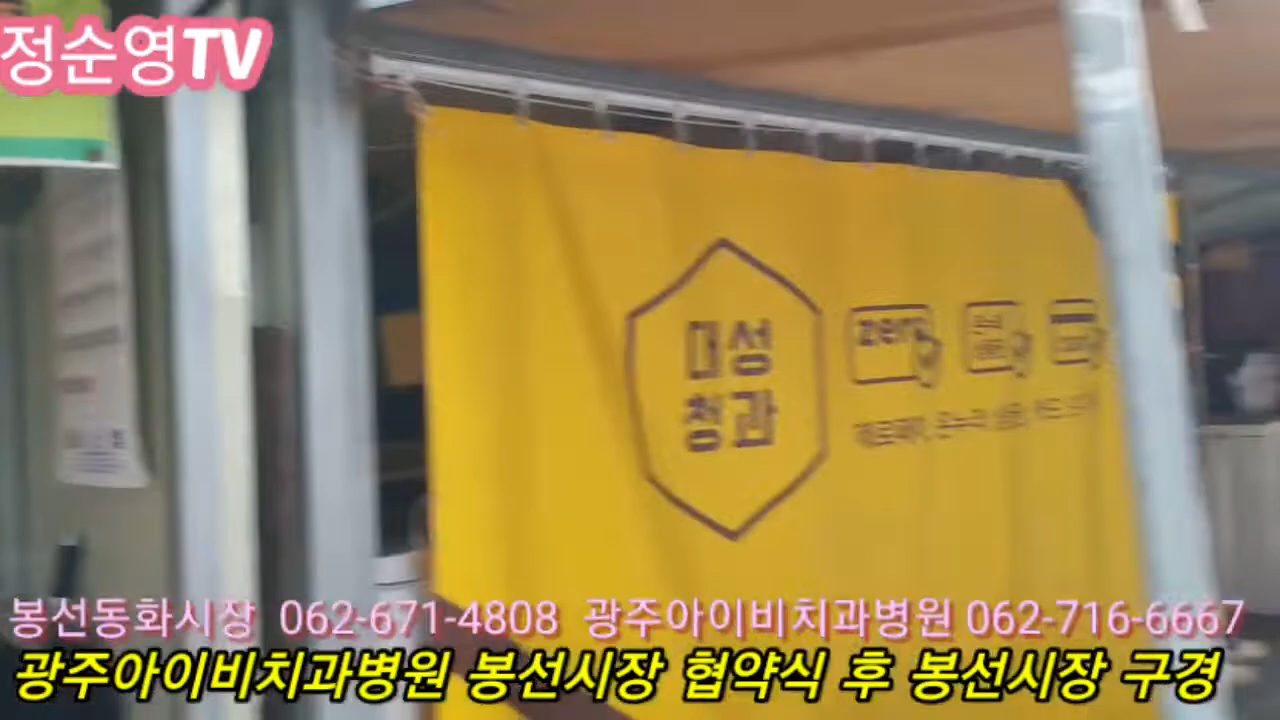 정순영TV
대성
청과
zero
봉선동화시장 062-671-4808 광주아이비치과병원 062-716-6667
광주아이비치과병원 봉선시장 협약식 후 봉선시장 구경